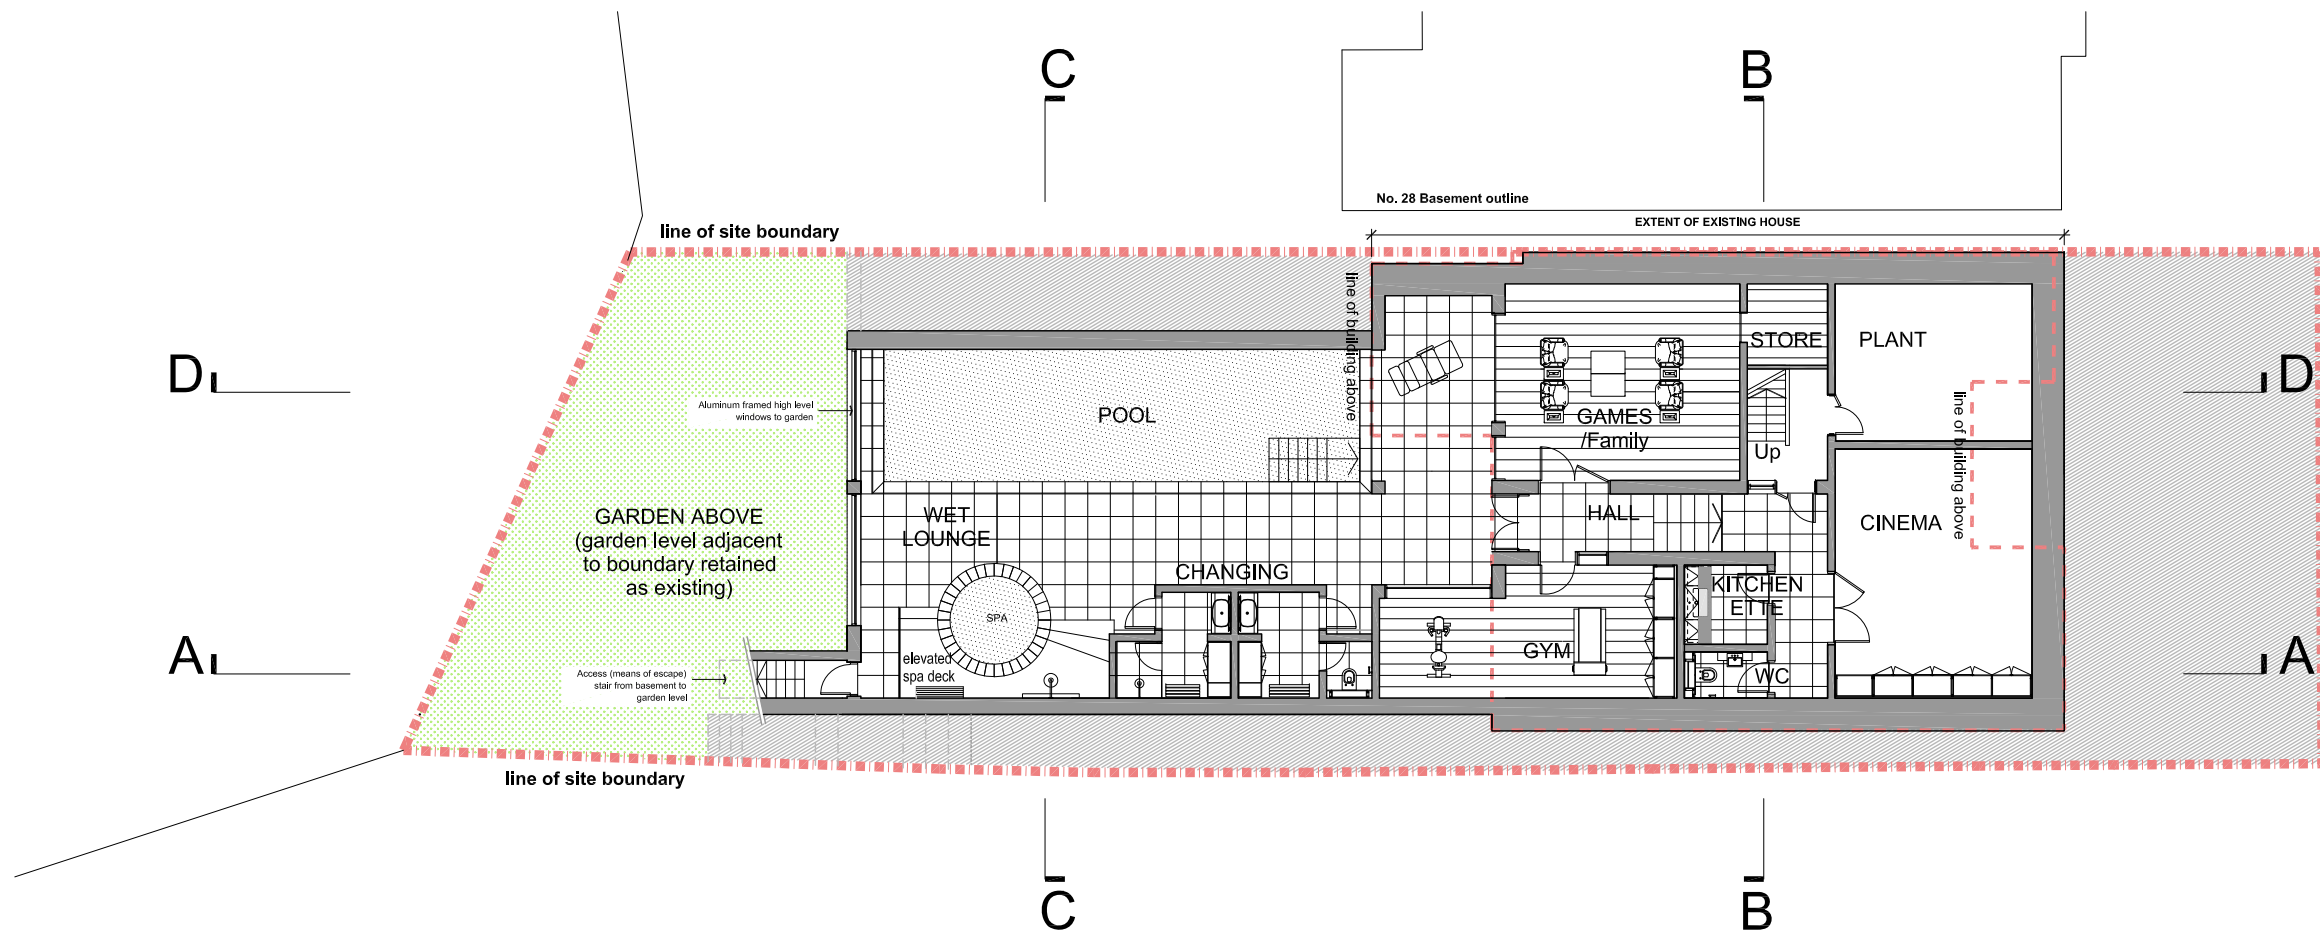 C
B
No. 28 Basement outline
EXTENT OF EXISTING HOUSE
line of site boundary
line of building above
D
D
STORE
PLANT
Aluminum framed high level
windows to garden
POOL
GAMES
/Family
Up
line of building above
GARDEN ABOVE
(garden level adjacent
to boundary retained
as existing)
WET
LOUNGE
HALL
CINEMA
CHANGING
KITCHEN
ETTE
SPA
A
A
elevated
spa deck
GYM
WC
Access (means of escape)
stair from basement to
garden level
line of site boundary
C
B